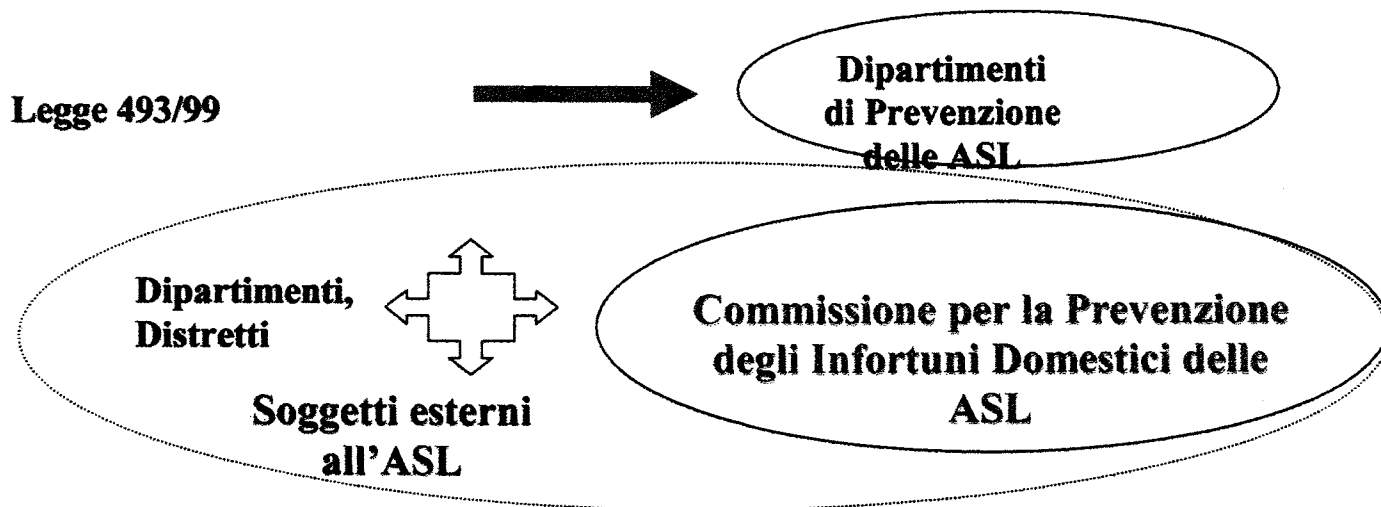 Legge 493/99
Dipartimenti
di Prevenzione
delle ASL
Dipartimenti,
Distretti
Soggetti esterni
all'ASL
Commissione per la Prevenzione
degli Infortuni Domestici delle
ASL